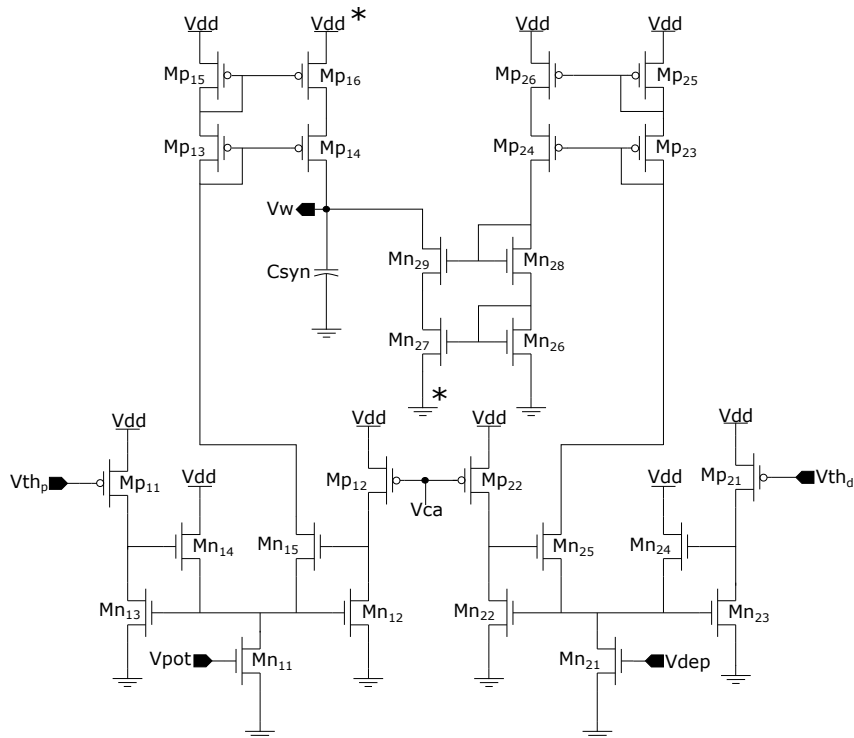 Vdd Vdd * Vdd Vdd
Mp15 Mp16 Mp26 Mp25
Mp13 Mp14 Mp24 Mp23
Vw
Csyn Mn29 Mn28
Mn27 Mn26
*
Vdd Vdd Vdd Vdd
Vthp Mp11 Vdd Mp12 Mp22 Vdd Mp21 Vthd
Vca
Mn14 Mn15 Mn25 Mn24
Mn13 Mn12 Mn22 Mn23
Vpot Mn11 Mn21 Vdep